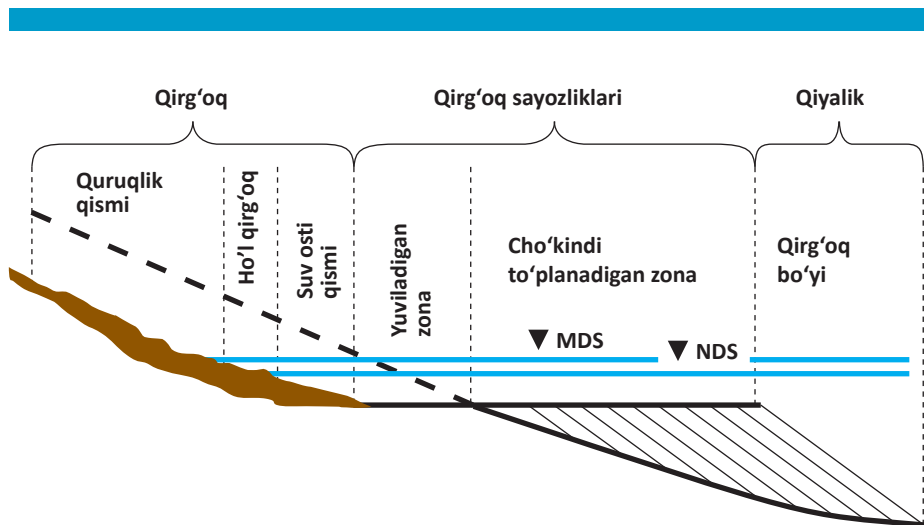 Qirg‘oq
Qirg‘oq sayozliklari
Qiyalik
Quruqlik
qismi
Ho‘l qirg‘oq
Suv osti
qismi
Yuviladigan
zona
Cho‘kindi
to‘planadigan zona
Qirg‘oq
bo‘yi
MDS
NDS